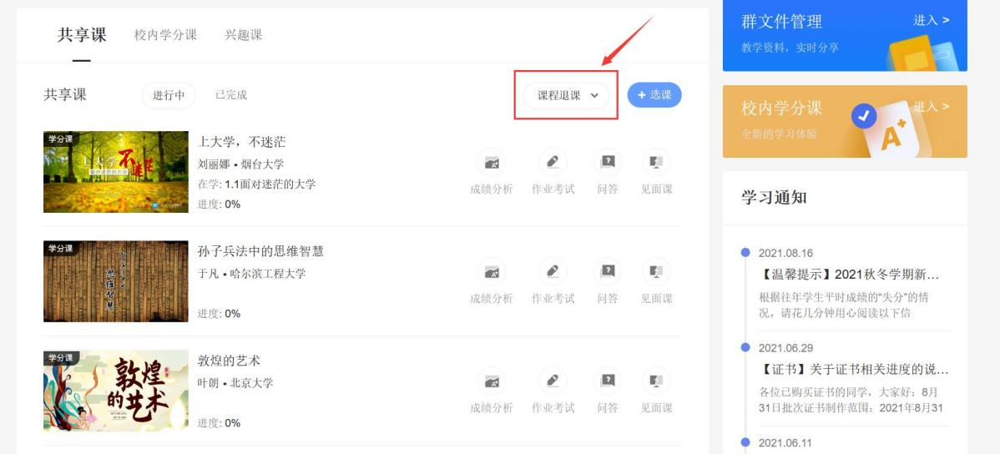 共享课
校内学分课
兴趣课
共享课
进行中
已完成
课程退课
+ 选课
学分课
上大学
不迷茫
面对迷茫的大学
上大学，不迷茫
刘丽娜 • 烟台大学
在学: 1.1面对迷茫的大学
进度: 0%
成绩分析
作业考试
问答
见面课
学分课
思维智慧
孙子兵法中的思维智慧
于凡 • 哈尔滨工程大学
进度: 0%
成绩分析
作业考试
问答
见面课
学分课
敦煌
的艺术
敦煌的艺术
叶朗 • 北京大学
进度: 0%
成绩分析
作业考试
问答
见面课
群文件管理
进入 >
教学资料，实时分享
校内学分课
进入 >
全新的学习体验
A+
学习通知
2021.08.16
【温馨提示】2021秋冬学期新...
根据往年学生平时成绩的“失分”的情
况，请花几分钟用心阅读以下信
2021.06.29
【证书】关于证书相关进度的说...
各位已购买证书的同学，大家好：8月
31日批次证书制作范围：2021年8月31
2021.06.11